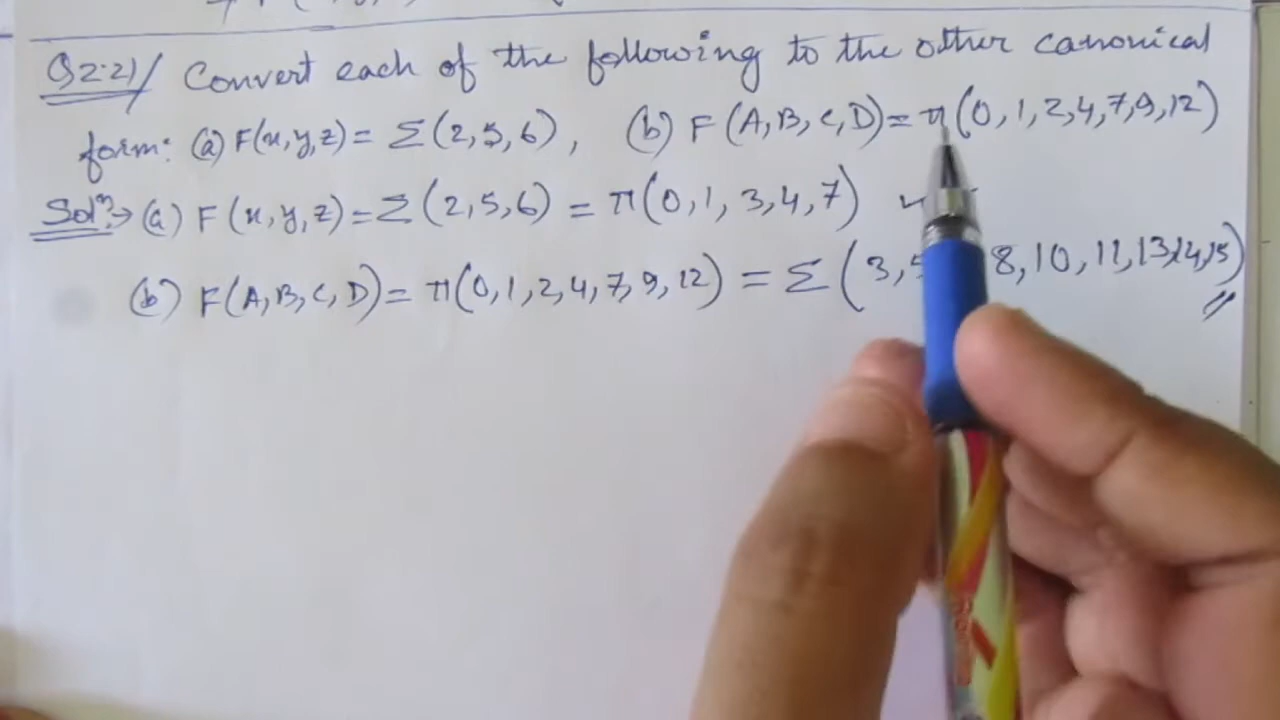 Q2.21/ Convert each of the following to the other canonical
form: (a) F(x,y,z) = Σ(2,5,6), (b) F(A,B,C,D) = π(0,1,2,4,7,9,12)
Solⁿ:→ (a) F(x,y,z) = Σ(2,5,6) = π(0,1,3,4,7)
(b) F(A,B,C,D) = π(0,1,2,4,7,9,12) = Σ(3,5 8,10,11,13,14,15)